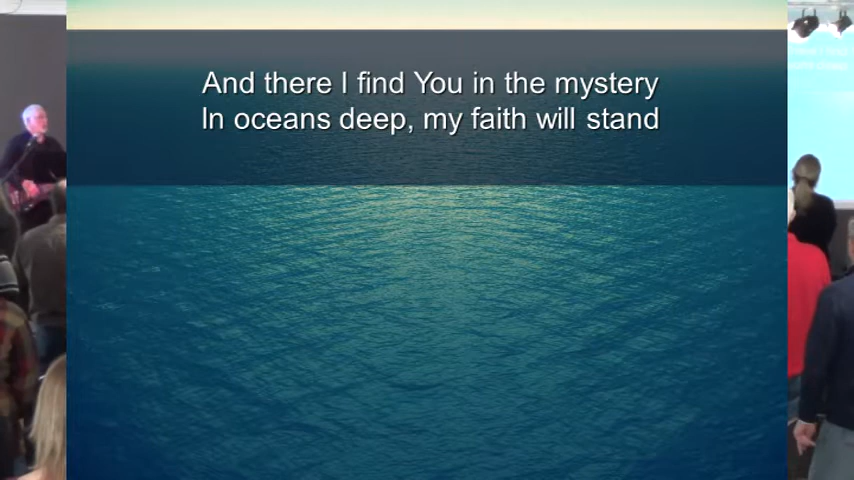 And there I find You in the mystery
In oceans deep, my faith will stand